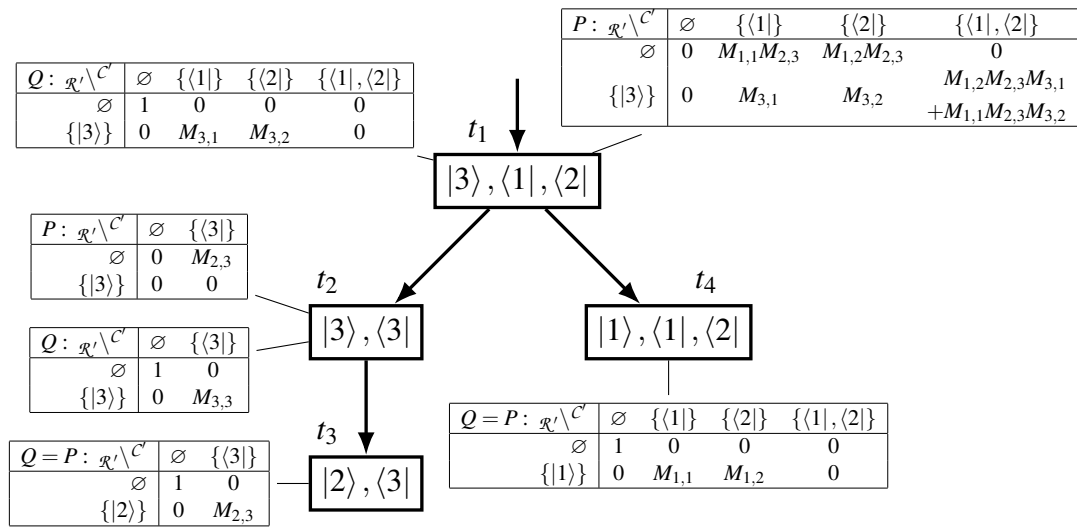 P : ℛ′\𝒞′ ∅ {⟨1|} {⟨2|} {⟨1|,⟨2|}
∅ 0 M1,1M2,3 M1,2M2,3 0
{|3⟩} 0 M3,1 M3,2 M1,2M2,3M3,1
+M1,1M2,3M3,2
Q : ℛ′\𝒞′ ∅ {⟨1|} {⟨2|} {⟨1|,⟨2|}
∅ 1 0 0 0
{|3⟩} 0 M3,1 M3,2 0
t1
|3⟩,⟨1|,⟨2|
P : ℛ′\𝒞′ ∅ {⟨3|}
∅ 0 M2,3
{|3⟩} 0 0
t2
|3⟩,⟨3|
t4
|1⟩,⟨1|,⟨2|
Q : ℛ′\𝒞′ ∅ {⟨3|}
∅ 1 0
{|3⟩} 0 M3,3
Q = P : ℛ′\𝒞′ ∅ {⟨1|} {⟨2|} {⟨1|,⟨2|}
∅ 1 0 0 0
{|1⟩} 0 M1,1 M1,2 0
t3
|2⟩,⟨3|
Q = P : ℛ′\𝒞′ ∅ {⟨3|}
∅ 1 0
{|2⟩} 0 M2,3